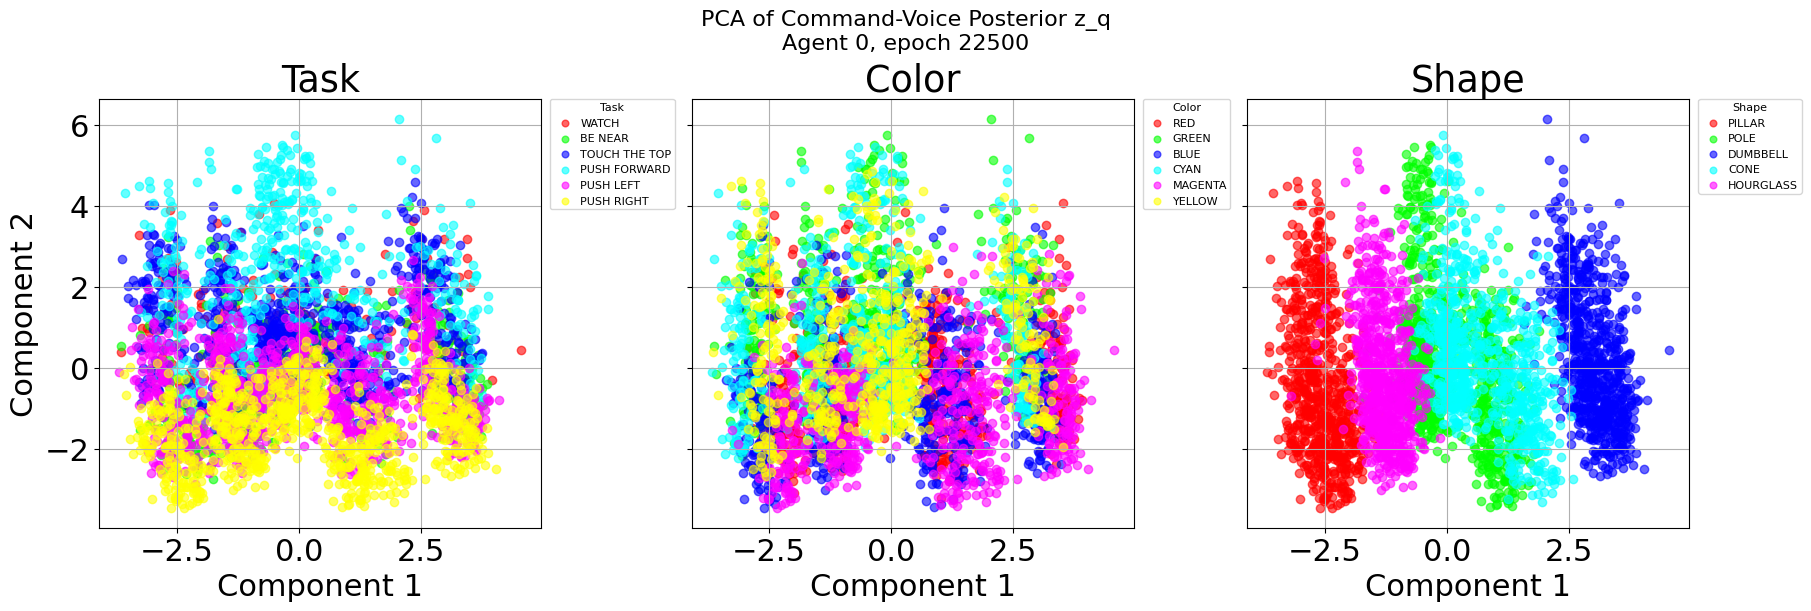 PCA of Command-Voice Posterior z_q
Agent 0, epoch 22500
Task
Component 2
6
4
2
0
−2
−2.5 0.0 2.5
Component 1
Task
WATCH
BE NEAR
TOUCH THE TOP
PUSH FORWARD
PUSH LEFT
PUSH RIGHT
Color
−2.5 0.0 2.5
Component 1
Color
RED
GREEN
BLUE
CYAN
MAGENTA
YELLOW
Shape
−2.5 0.0 2.5
Component 1
Shape
PILLAR
POLE
DUMBBELL
CONE
HOURGLASS